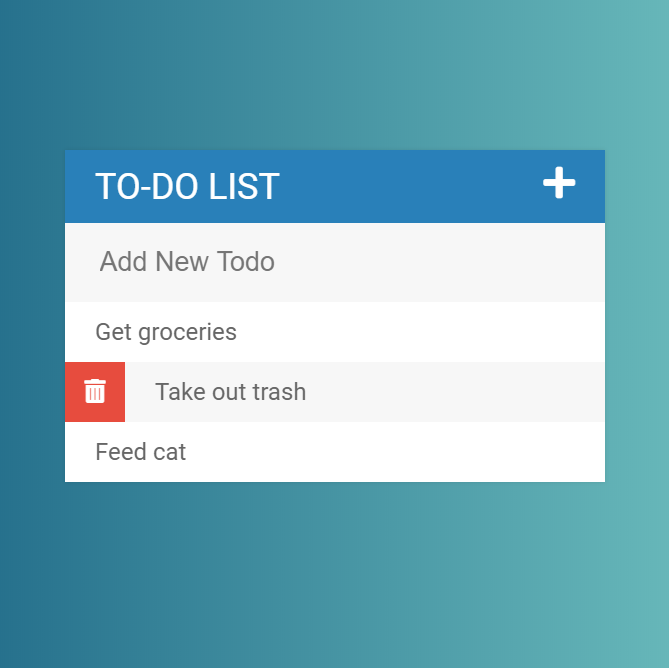 TO-DO LIST
Add New Todo
Get groceries
Take out trash
Feed cat